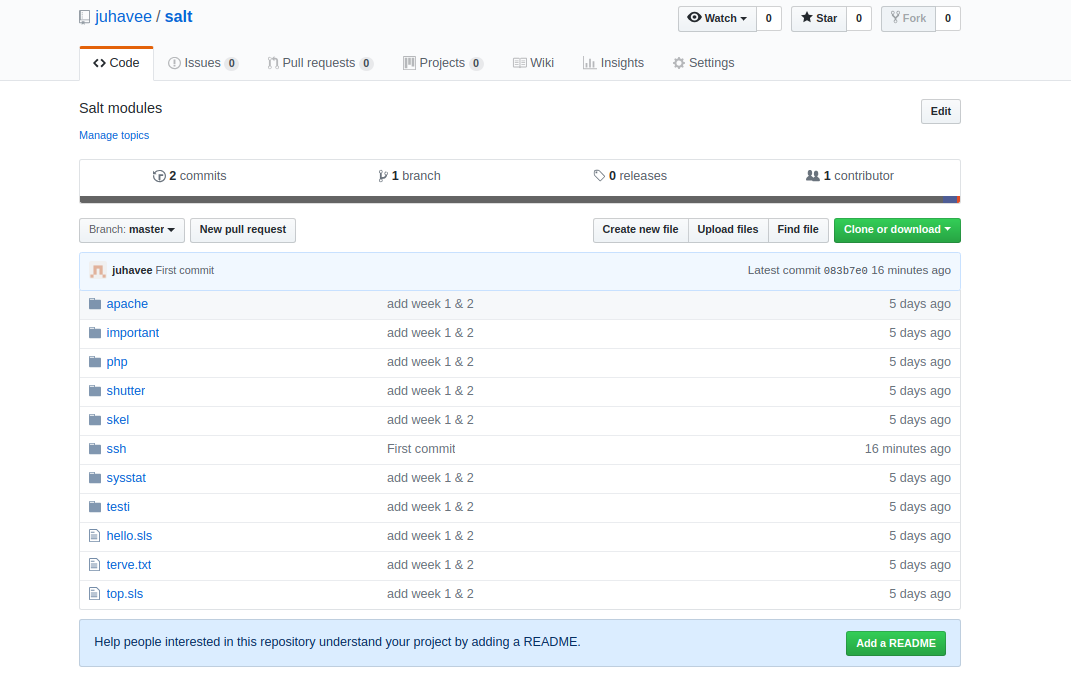 juhavee / salt
Watch 0 Star 0 Fork 0
Code Issues 0 Pull requests 0 Projects 0 Wiki Insights Settings
Salt modules Edit
Manage topics
2 commits 1 branch 0 releases 1 contributor
Branch: master New pull request Create new file Upload files Find file Clone or download
juhavee First commit Latest commit 083b7e0 16 minutes ago
apache add week 1 & 2 5 days ago
important add week 1 & 2 5 days ago
php add week 1 & 2 5 days ago
shutter add week 1 & 2 5 days ago
skel add week 1 & 2 5 days ago
ssh First commit 16 minutes ago
sysstat add week 1 & 2 5 days ago
testi add week 1 & 2 5 days ago
hello.sls add week 1 & 2 5 days ago
terve.txt add week 1 & 2 5 days ago
top.sls add week 1 & 2 5 days ago
Help people interested in this repository understand your project by adding a README. Add a README